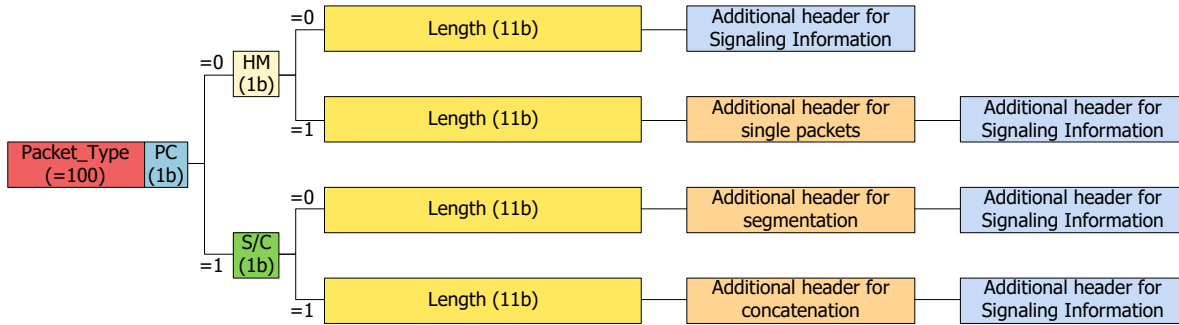 =0
Length (11b)
Additional header for
Signaling Information
=0
HM
(1b)
=1
Length (11b)
Additional header for
single packets
Additional header for
Signaling Information
Packet_Type
(=100)
PC
(1b)
=0
Length (11b)
Additional header for
segmentation
Additional header for
Signaling Information
=1
S/C
(1b)
=1
Length (11b)
Additional header for
concatenation
Additional header for
Signaling Information